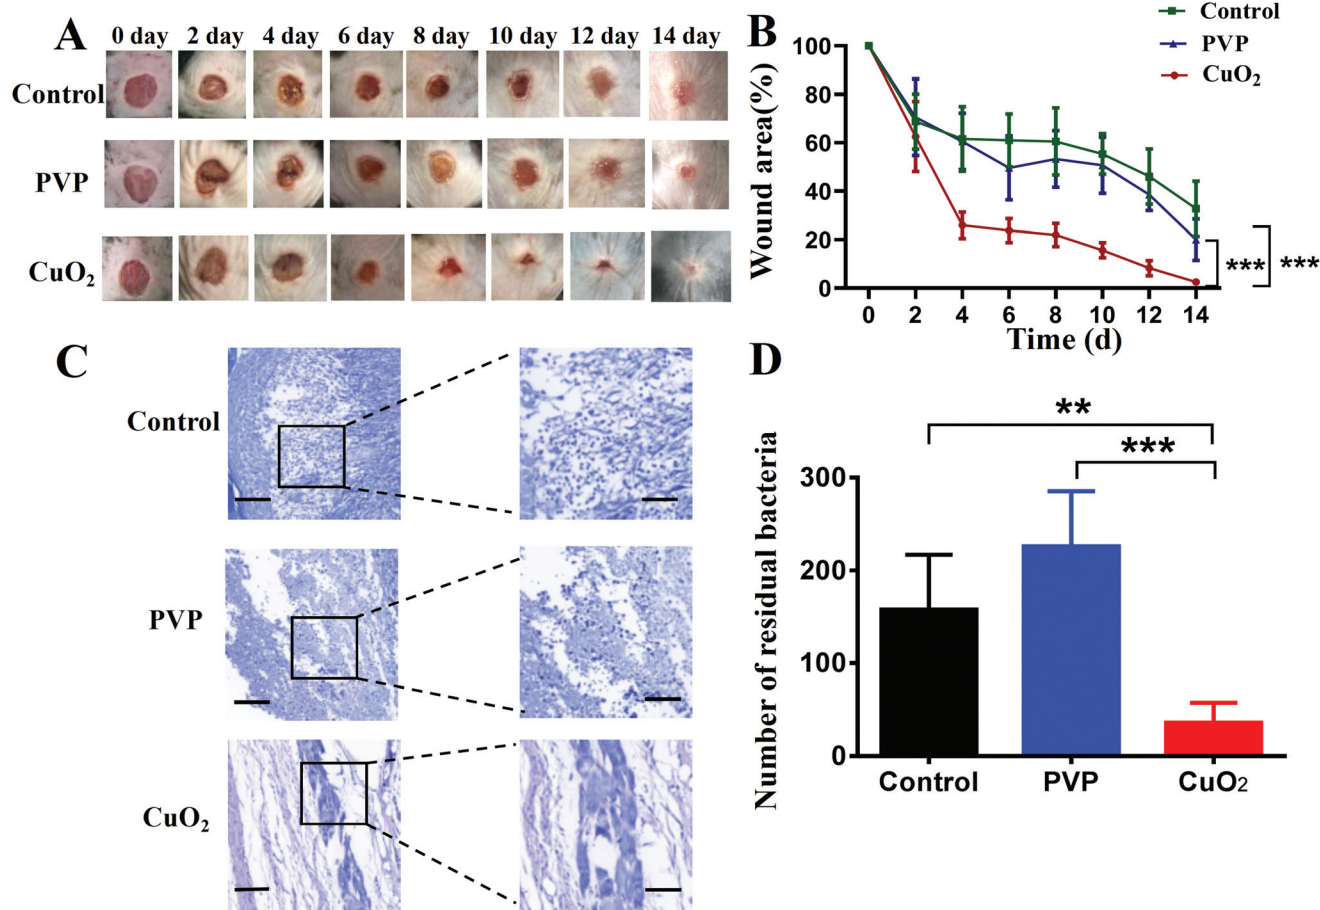 A
0 day 2 day 4 day 6 day 8 day 10 day 12 day 14 day
Control
PVP
CuO₂
B
Control
PVP
CuO₂
Wound area(%)
100
80
60
40
20
0
0 2 4 6 8 10 12 14
Time (d)
***
***
C
Control
PVP
CuO₂
D
**
***
Number of residual bacteria
300
200
100
0
Control PVP CuO₂